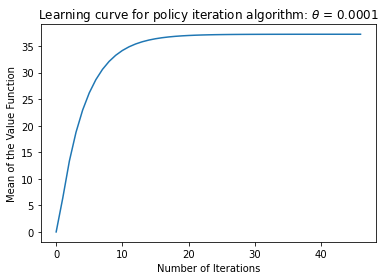 Learning curve for policy iteration algorithm: θ = 0.0001
Mean of the Value Function
35
30
25
20
15
10
5
0
0 10 20 30 40
Number of Iterations